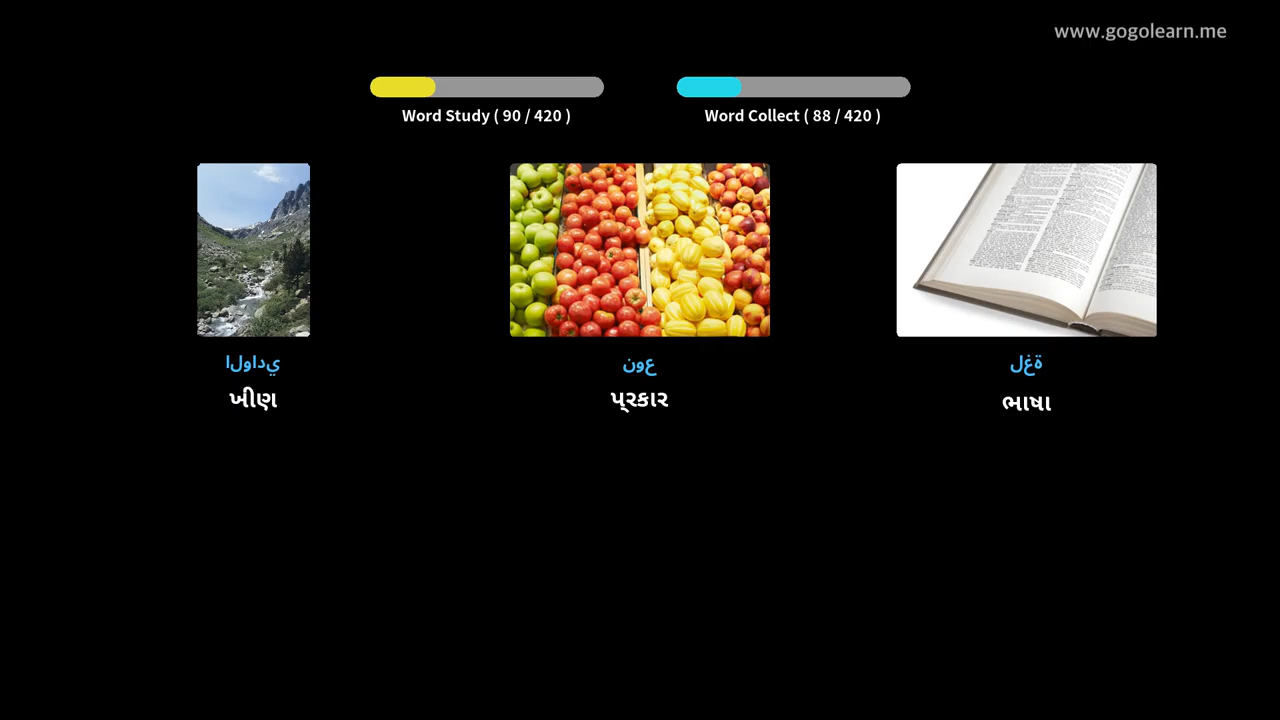 www.gogolearn.me
Word Study ( 90 / 420 )
Word Collect ( 88 / 420 )
الوادي
ખીણ
نوع
પ્રકાર
لغة
ભાષા